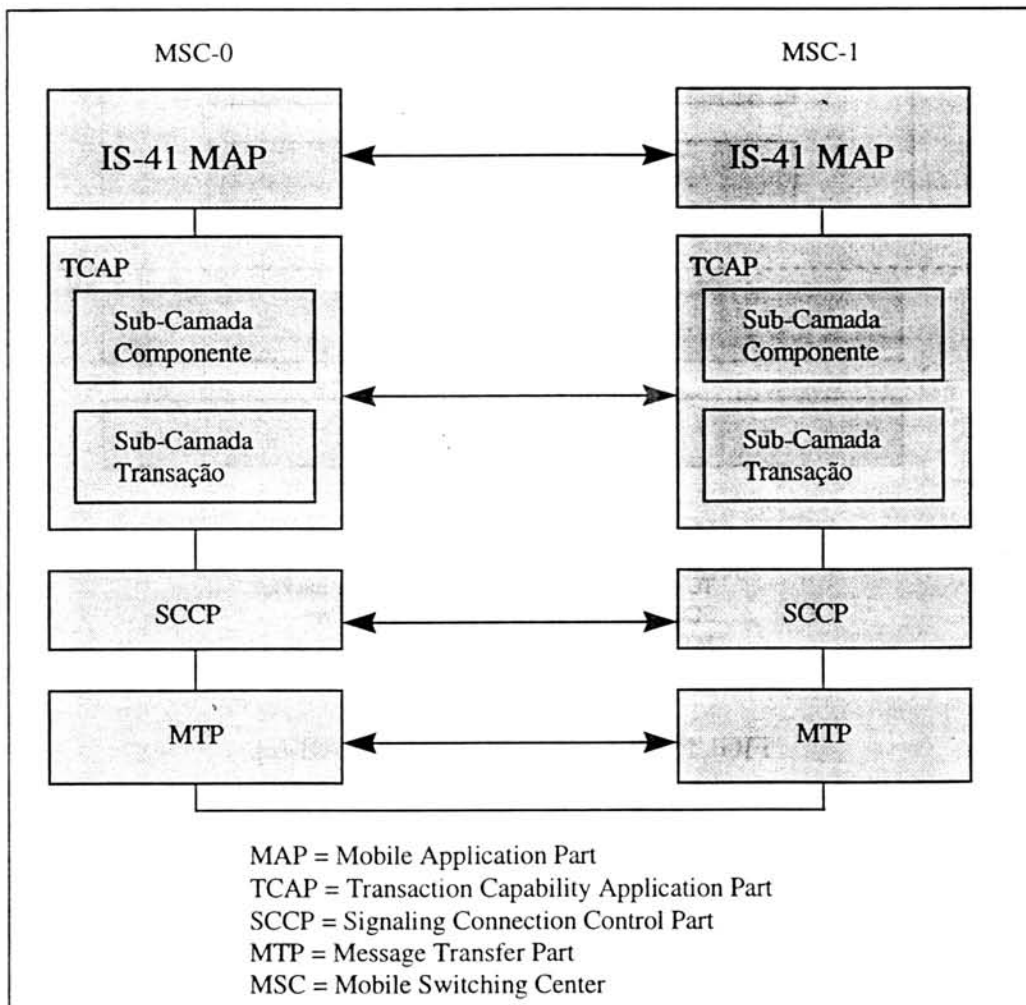 MSC-0
MSC-1
IS-41 MAP
IS-41 MAP
TCAP
TCAP
Sub-Camada
Componente
Sub-Camada
Componente
Sub-Camada
Transação
Sub-Camada
Transação
SCCP
SCCP
MTP
MTP
MAP = Mobile Application Part
TCAP = Transaction Capability Application Part
SCCP = Signaling Connection Control Part
MTP = Message Transfer Part
MSC = Mobile Switching Center